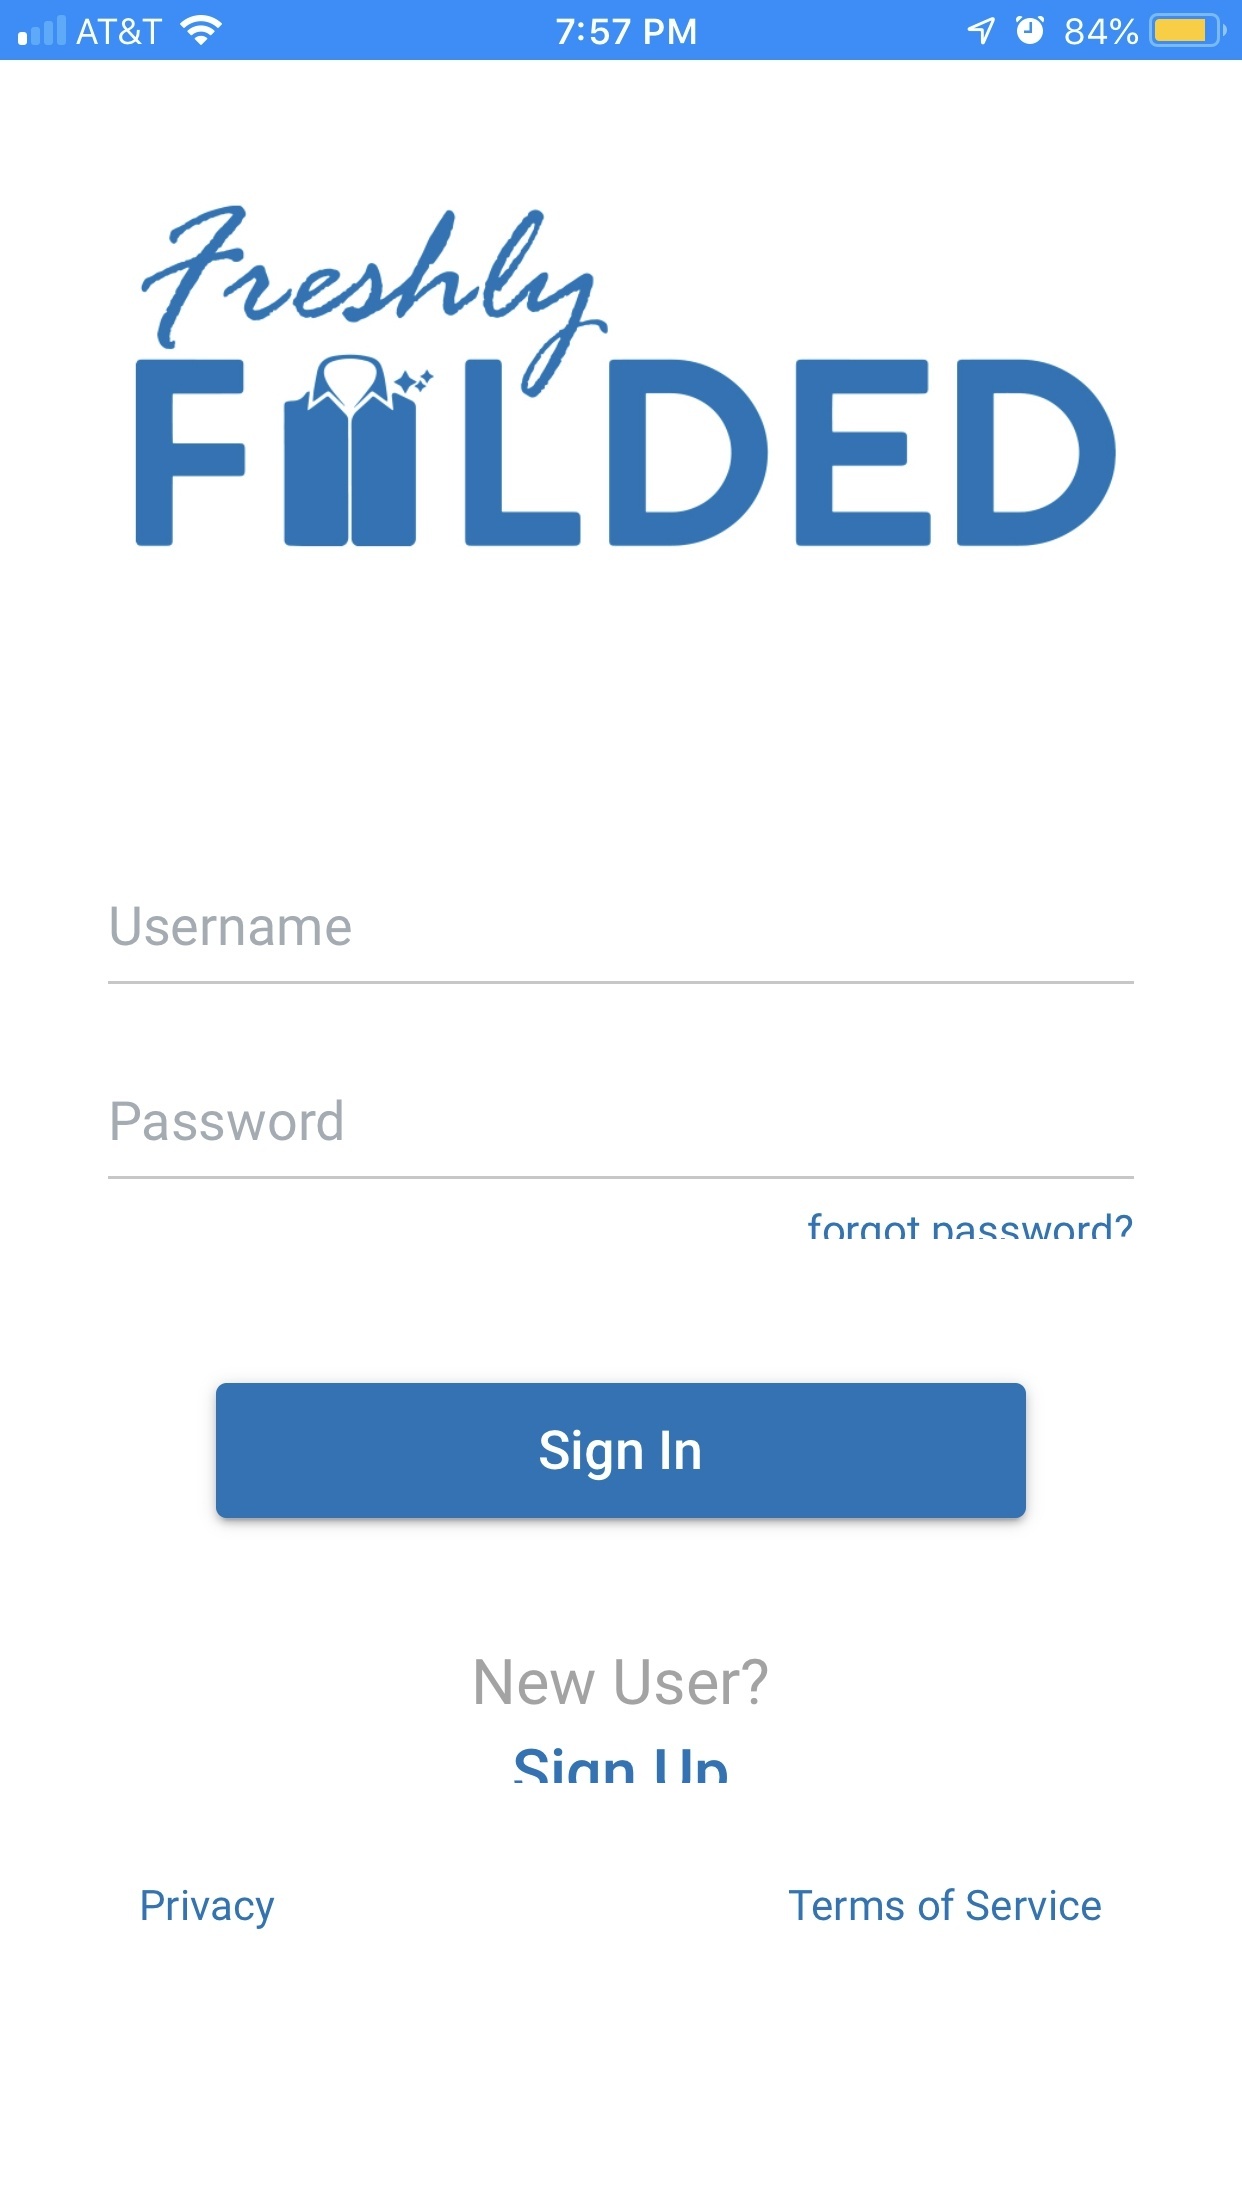 AT&T 7:57 PM 84%
Freshly
FOLDED
Username
Password
forgot password?
Sign In
New User?
Sign Up
Privacy Terms of Service